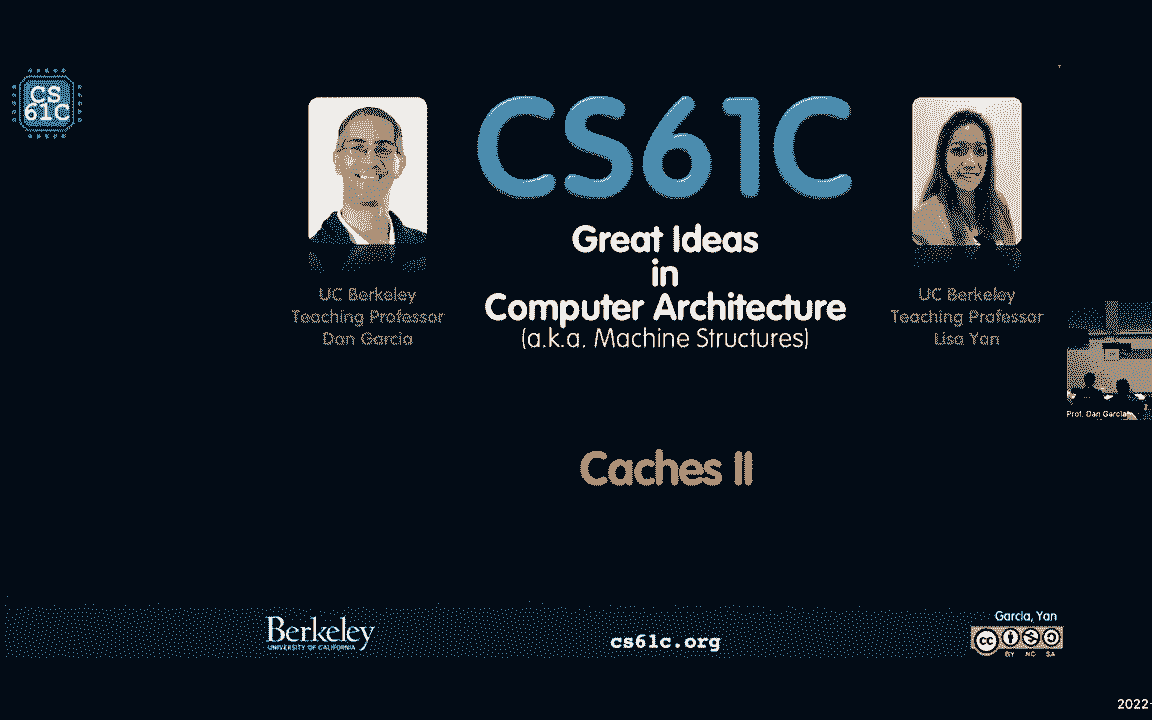 CS
61C
CS61C
Great Ideas
in
Computer Architecture
(a.k.a. Machine Structures)
UC Berkeley
Teaching Professor
Dan Garcia
UC Berkeley
Teaching Professor
Lisa Yan
Prof. Dan Garcia
Caches II
Berkeley
UNIVERSITY OF CALIFORNIA
cs61c.org
Garcia, Yan
cc
BY NC SA
2022-